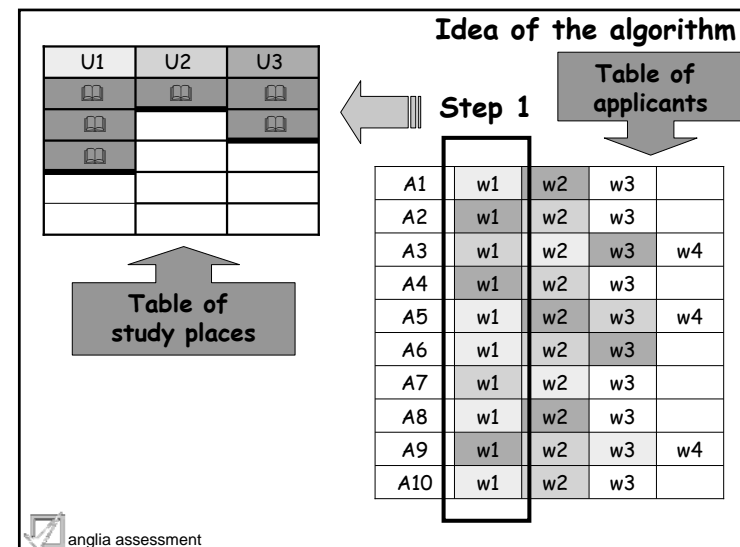 Idea of the algorithm
U1 U2 U3
Table of
applicants
Step 1
A1 w1 w2 w3
A2 w1 w2 w3
A3 w1 w2 w3 w4
A4 w1 w2 w3
A5 w1 w2 w3 w4
A6 w1 w2 w3
A7 w1 w2 w3
A8 w1 w2 w3
A9 w1 w2 w3 w4
A10 w1 w2 w3
Table of
study places
anglia assessment